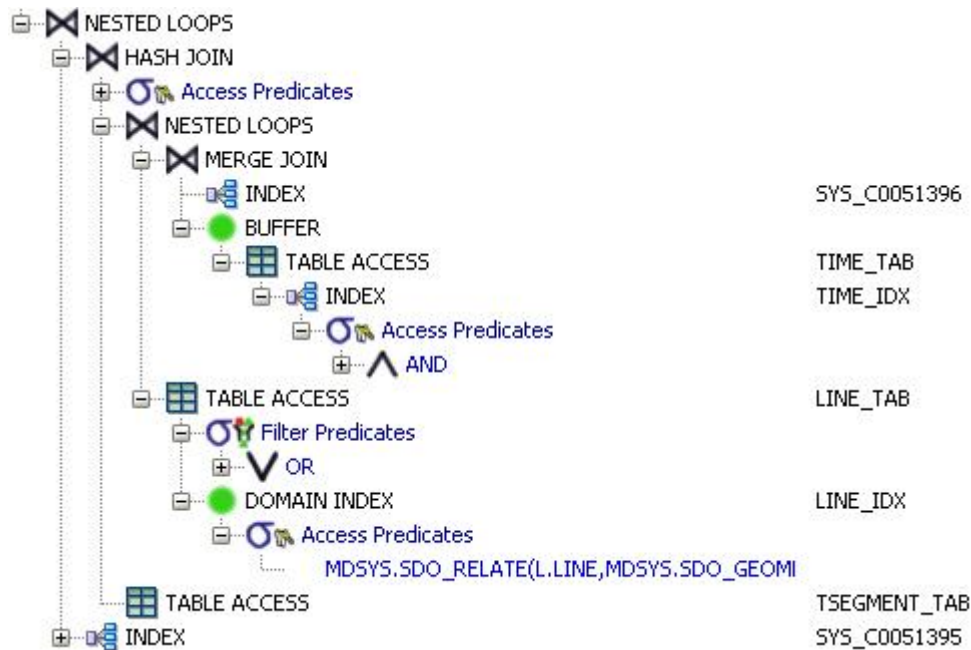 NESTED LOOPS
HASH JOIN
Access Predicates
NESTED LOOPS
MERGE JOIN
INDEX SYS_C0051396
BUFFER
TABLE ACCESS TIME_TAB
INDEX TIME_IDX
Access Predicates
AND
TABLE ACCESS LINE_TAB
Filter Predicates
OR
DOMAIN INDEX LINE_IDX
Access Predicates
MDSYS.SDO_RELATE(L.LINE,MDSYS.SDO_GEOMI
TABLE ACCESS TSEGMENT_TAB
INDEX SYS_C0051395